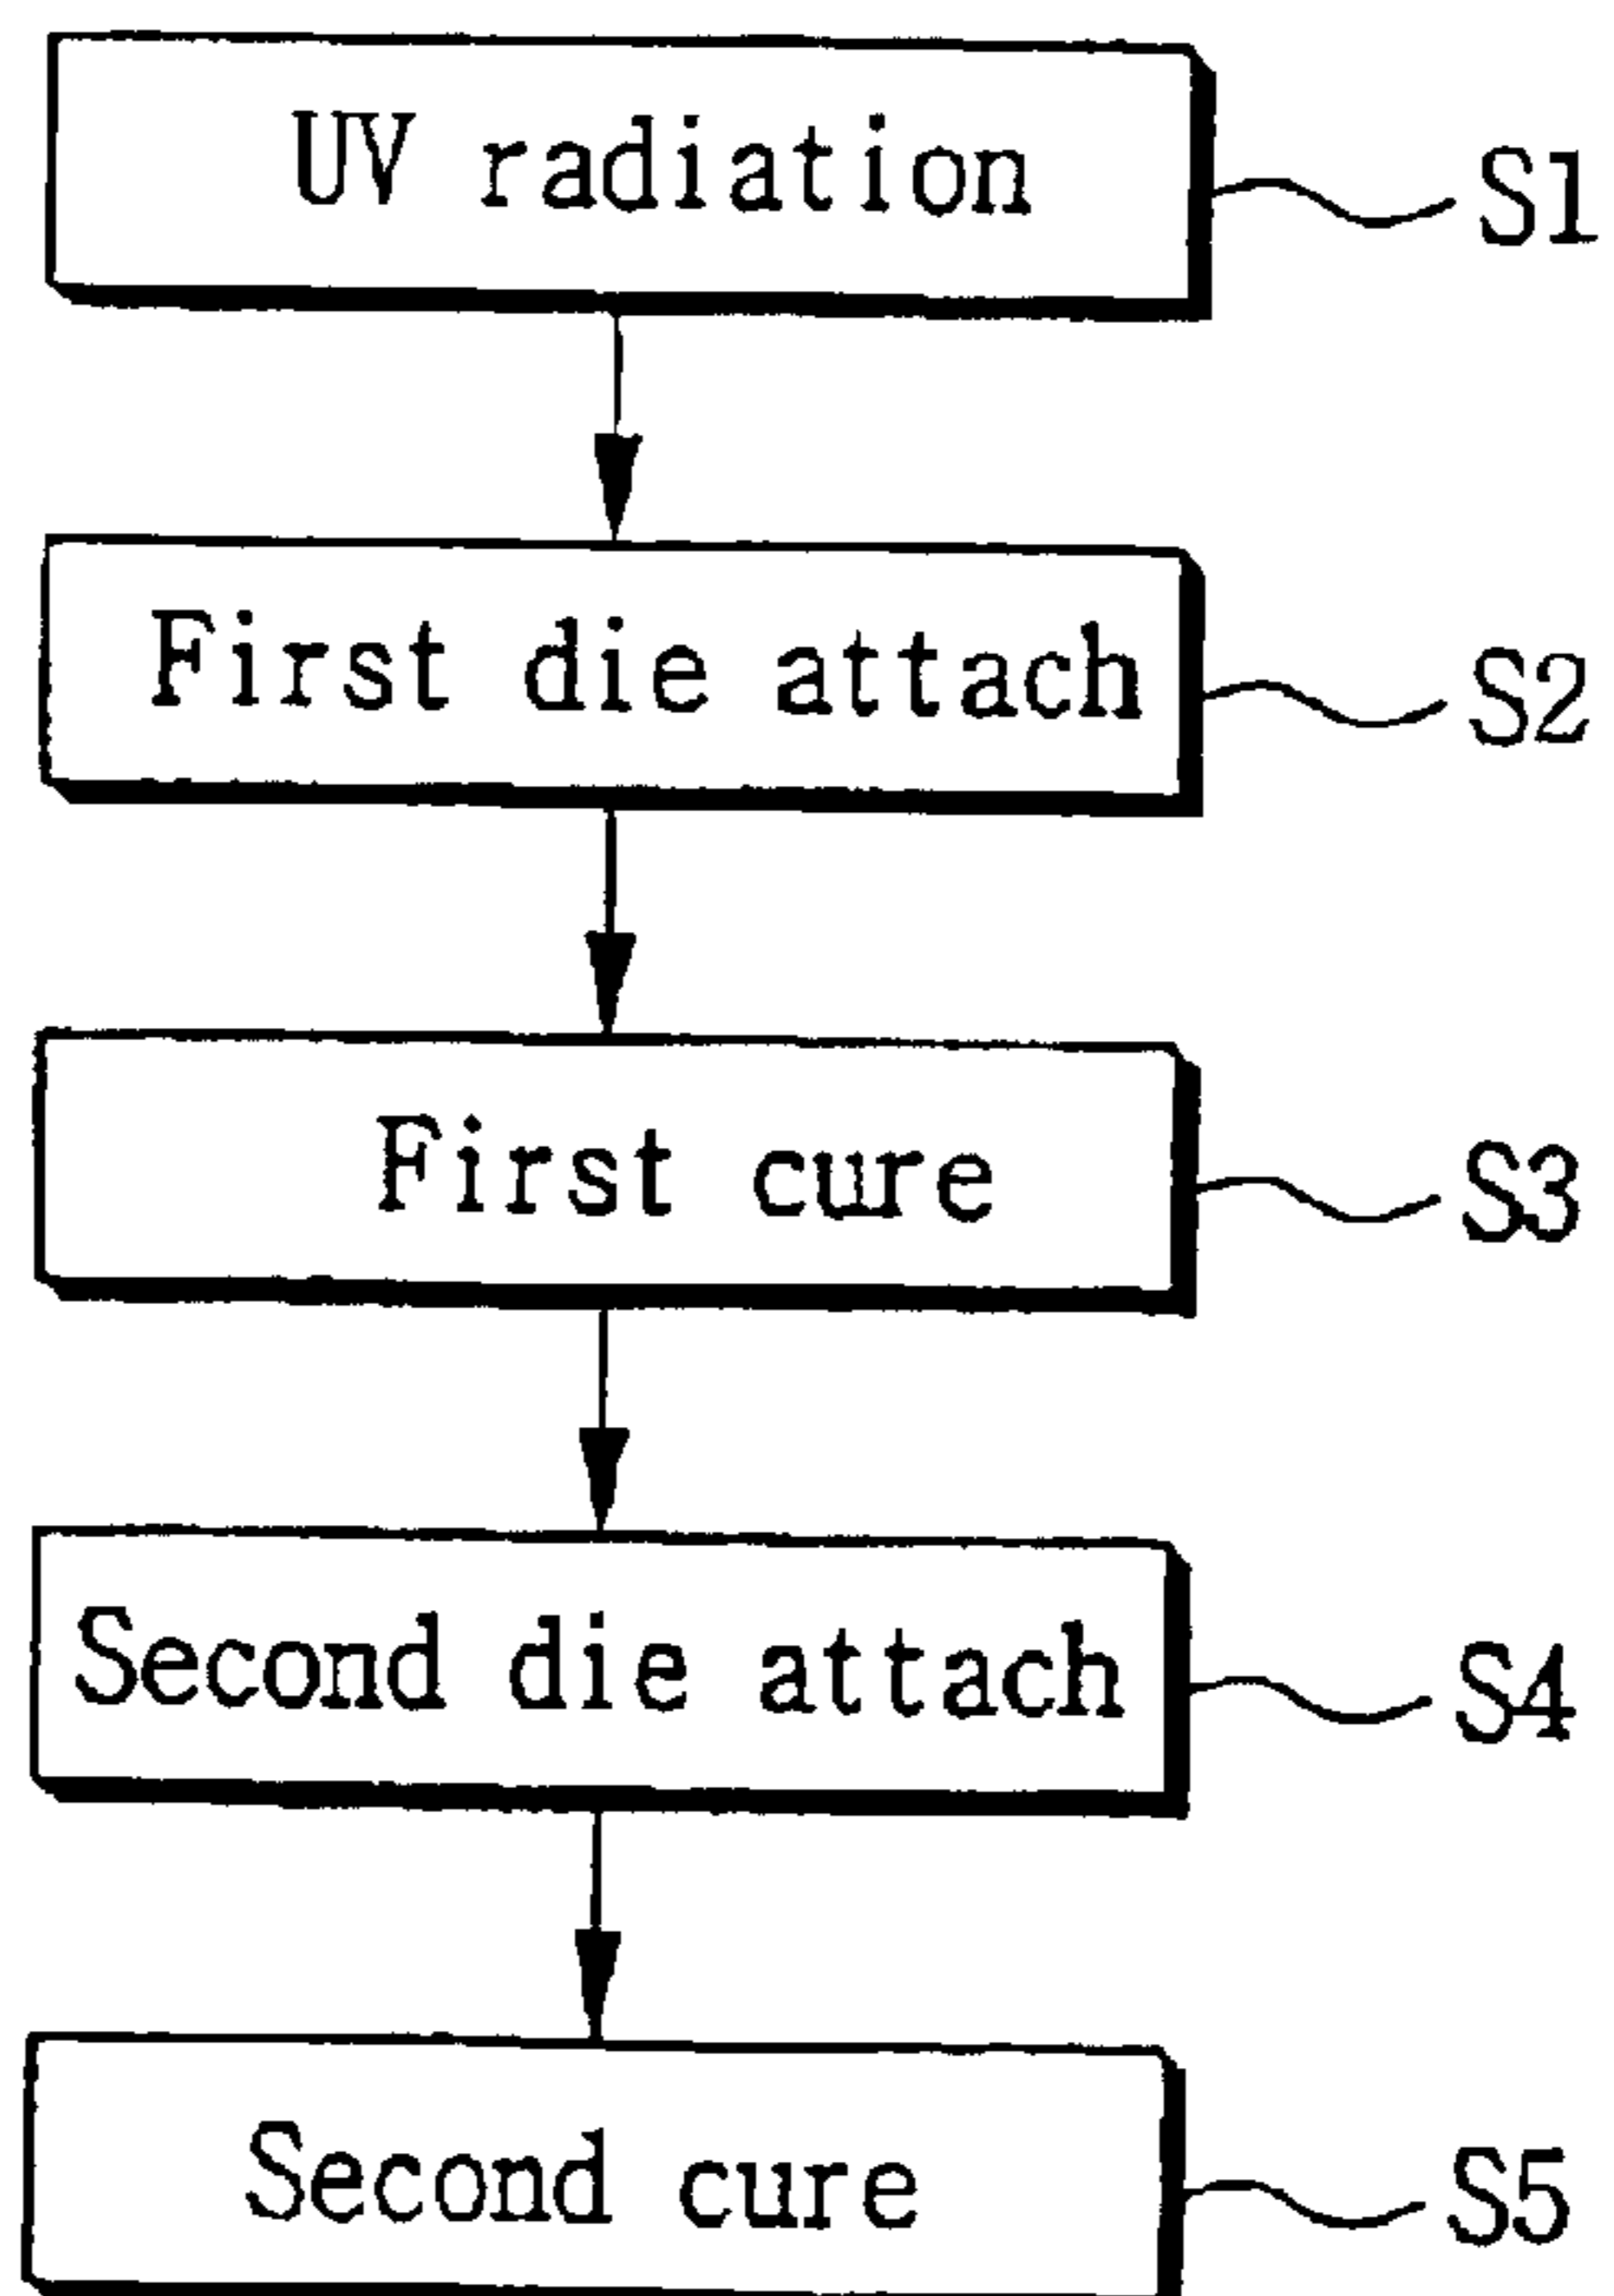 UV radiation
S1
First die attach
S2
First cure
S3
Second die attach
S4
Second cure
S5